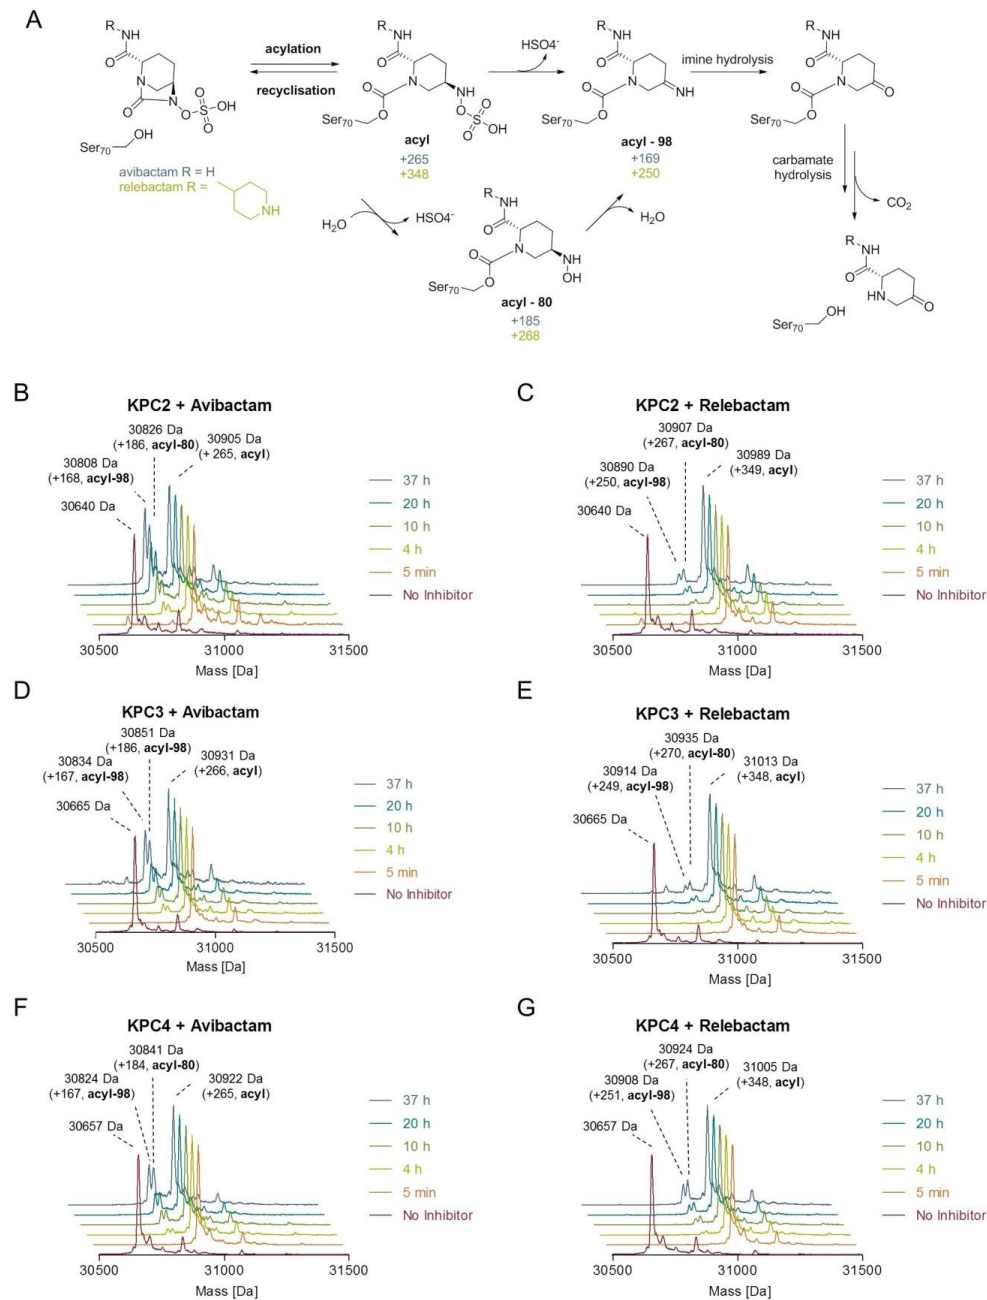 A
R
NH
O
N
N
O
O
O
S
OH
O
OH
Ser70
avibactam R = H
relebactam R =
NH
acylation
recyclisation
R
NH
O
N
O
O
Ser70
NH
O
O
S
OH
O
acyl
+265
+348
HSO4-
R
NH
O
N
O
O
Ser70
NH
acyl - 98
+169
+250
imine hydrolysis
R
NH
O
N
O
O
Ser70
O
carbamate
hydrolysis
CO2
H2O
HSO4-
R
NH
O
N
O
O
Ser70
NH
OH
acyl - 80
+185
+268
H2O
R
NH
O
HN
O
OH
Ser70
B
KPC2 + Avibactam
30826 Da
(+186, acyl-80)
30905 Da
(+ 265, acyl)
30808 Da
(+168, acyl-98)
30640 Da
37 h
20 h
10 h
4 h
5 min
No Inhibitor
30500
31000
31500
Mass [Da]
C
KPC2 + Relebactam
30907 Da
(+267, acyl-80)
30989 Da
(+349, acyl)
30890 Da
(+250, acyl-98)
30640 Da
37 h
20 h
10 h
4 h
5 min
No Inhibitor
30500
31000
31500
Mass [Da]
D
KPC3 + Avibactam
30851 Da
(+186, acyl-98)
30931 Da
(+266, acyl)
30834 Da
(+167, acyl-98)
30665 Da
37 h
20 h
10 h
4 h
5 min
No Inhibitor
30500
31000
31500
Mass [Da]
E
KPC3 + Relebactam
30935 Da
(+270, acyl-80)
31013 Da
(+348, acyl)
30914 Da
(+249, acyl-98)
30665 Da
37 h
20 h
10 h
4 h
5 min
No Inhibitor
30500
31000
31500
Mass [Da]
F
KPC4 + Avibactam
30841 Da
(+184, acyl-80)
30922 Da
(+265, acyl)
30824 Da
(+167, acyl-98)
30657 Da
37 h
20 h
10 h
4 h
5 min
No Inhibitor
30500
31000
31500
Mass [Da]
G
KPC4 + Relebactam
30924 Da
(+267, acyl-80)
31005 Da
(+348, acyl)
30908 Da
(+251, acyl-98)
30657 Da
37 h
20 h
10 h
4 h
5 min
No Inhibitor
30500
31000
31500
Mass [Da]